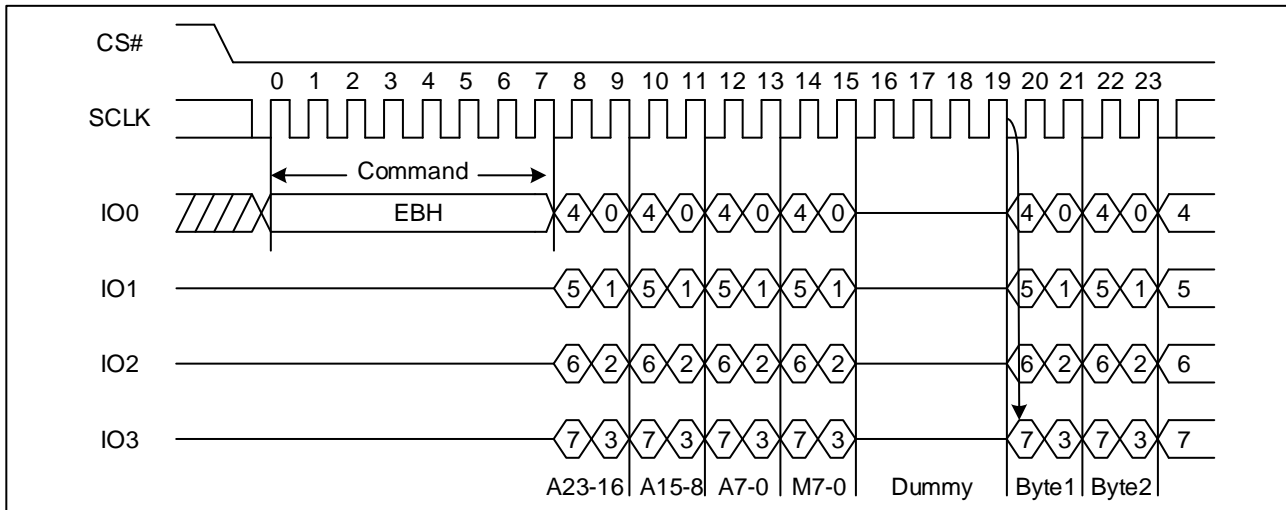 CS#
0 1 2 3 4 5 6 7 8 9 10 11 12 13 14 15 16 17 18 19 20 21 22 23
SCLK
Command
IO0 EBH 4 0 4 0 4 0 4 0 4 0 4 0 4
IO1 5 1 5 1 5 1 5 1 5 1 5 1 5
IO2 6 2 6 2 6 2 6 2 6 2 6 2 6
IO3 7 3 7 3 7 3 7 3 7 3 7 3 7
A23-16 A15-8 A7-0 M7-0 Dummy Byte1 Byte2